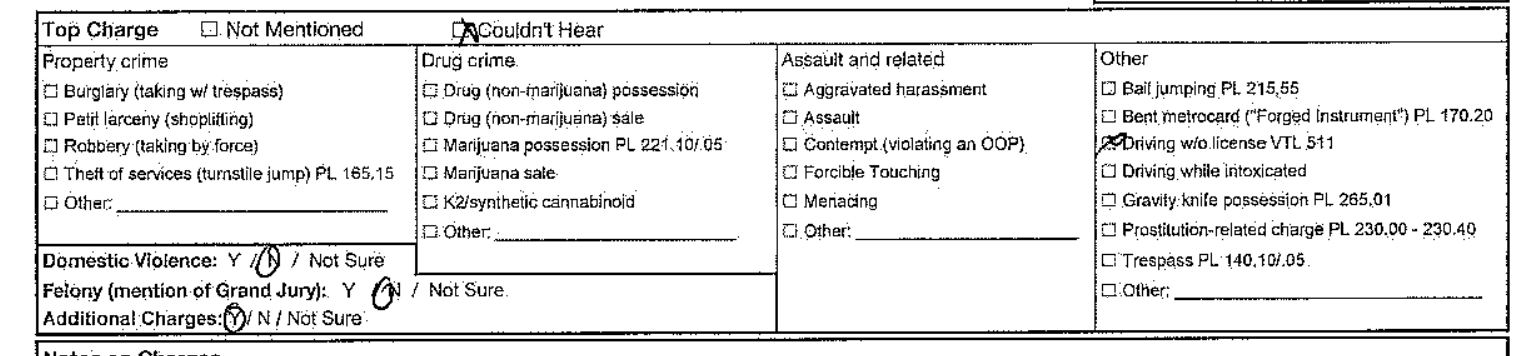 Top Charge ☐ Not Mentioned ☒ Couldn't Hear
Property crime
☐ Burglary (taking w/ trespass)
☐ Petit larceny (shoplifting)
☐ Robbery (taking by force)
☐ Theft of services (turnstile jump) PL 165.15
☐ Other:
Domestic Violence: Y / N / Not Sure
Felony (mention of Grand Jury): Y / N / Not Sure
Additional Charges: Y / N / Not Sure
Drug crime
☐ Drug (non-marijuana) possession
☐ Drug (non-marijuana) sale
☐ Marijuana possession PL 221.10/.05
☐ Marijuana sale
☐ K2/synthetic cannabinoid
☐ Other:
Assault and related
☐ Aggravated harassment
☐ Assault
☐ Contempt (violating an OOP)
☐ Forcible Touching
☐ Menacing
☐ Other:
Other
☐ Bail jumping PL 215.55
☐ Bent metrocard ("Forged Instrument") PL 170.20
☒ Driving w/o license VTL 511
☐ Driving while intoxicated
☐ Gravity knife possession PL 265.01
☐ Prostitution-related charge PL 230.00 - 230.40
☐ Trespass PL 140.10/.05
☐ Other:
Notes on Charges